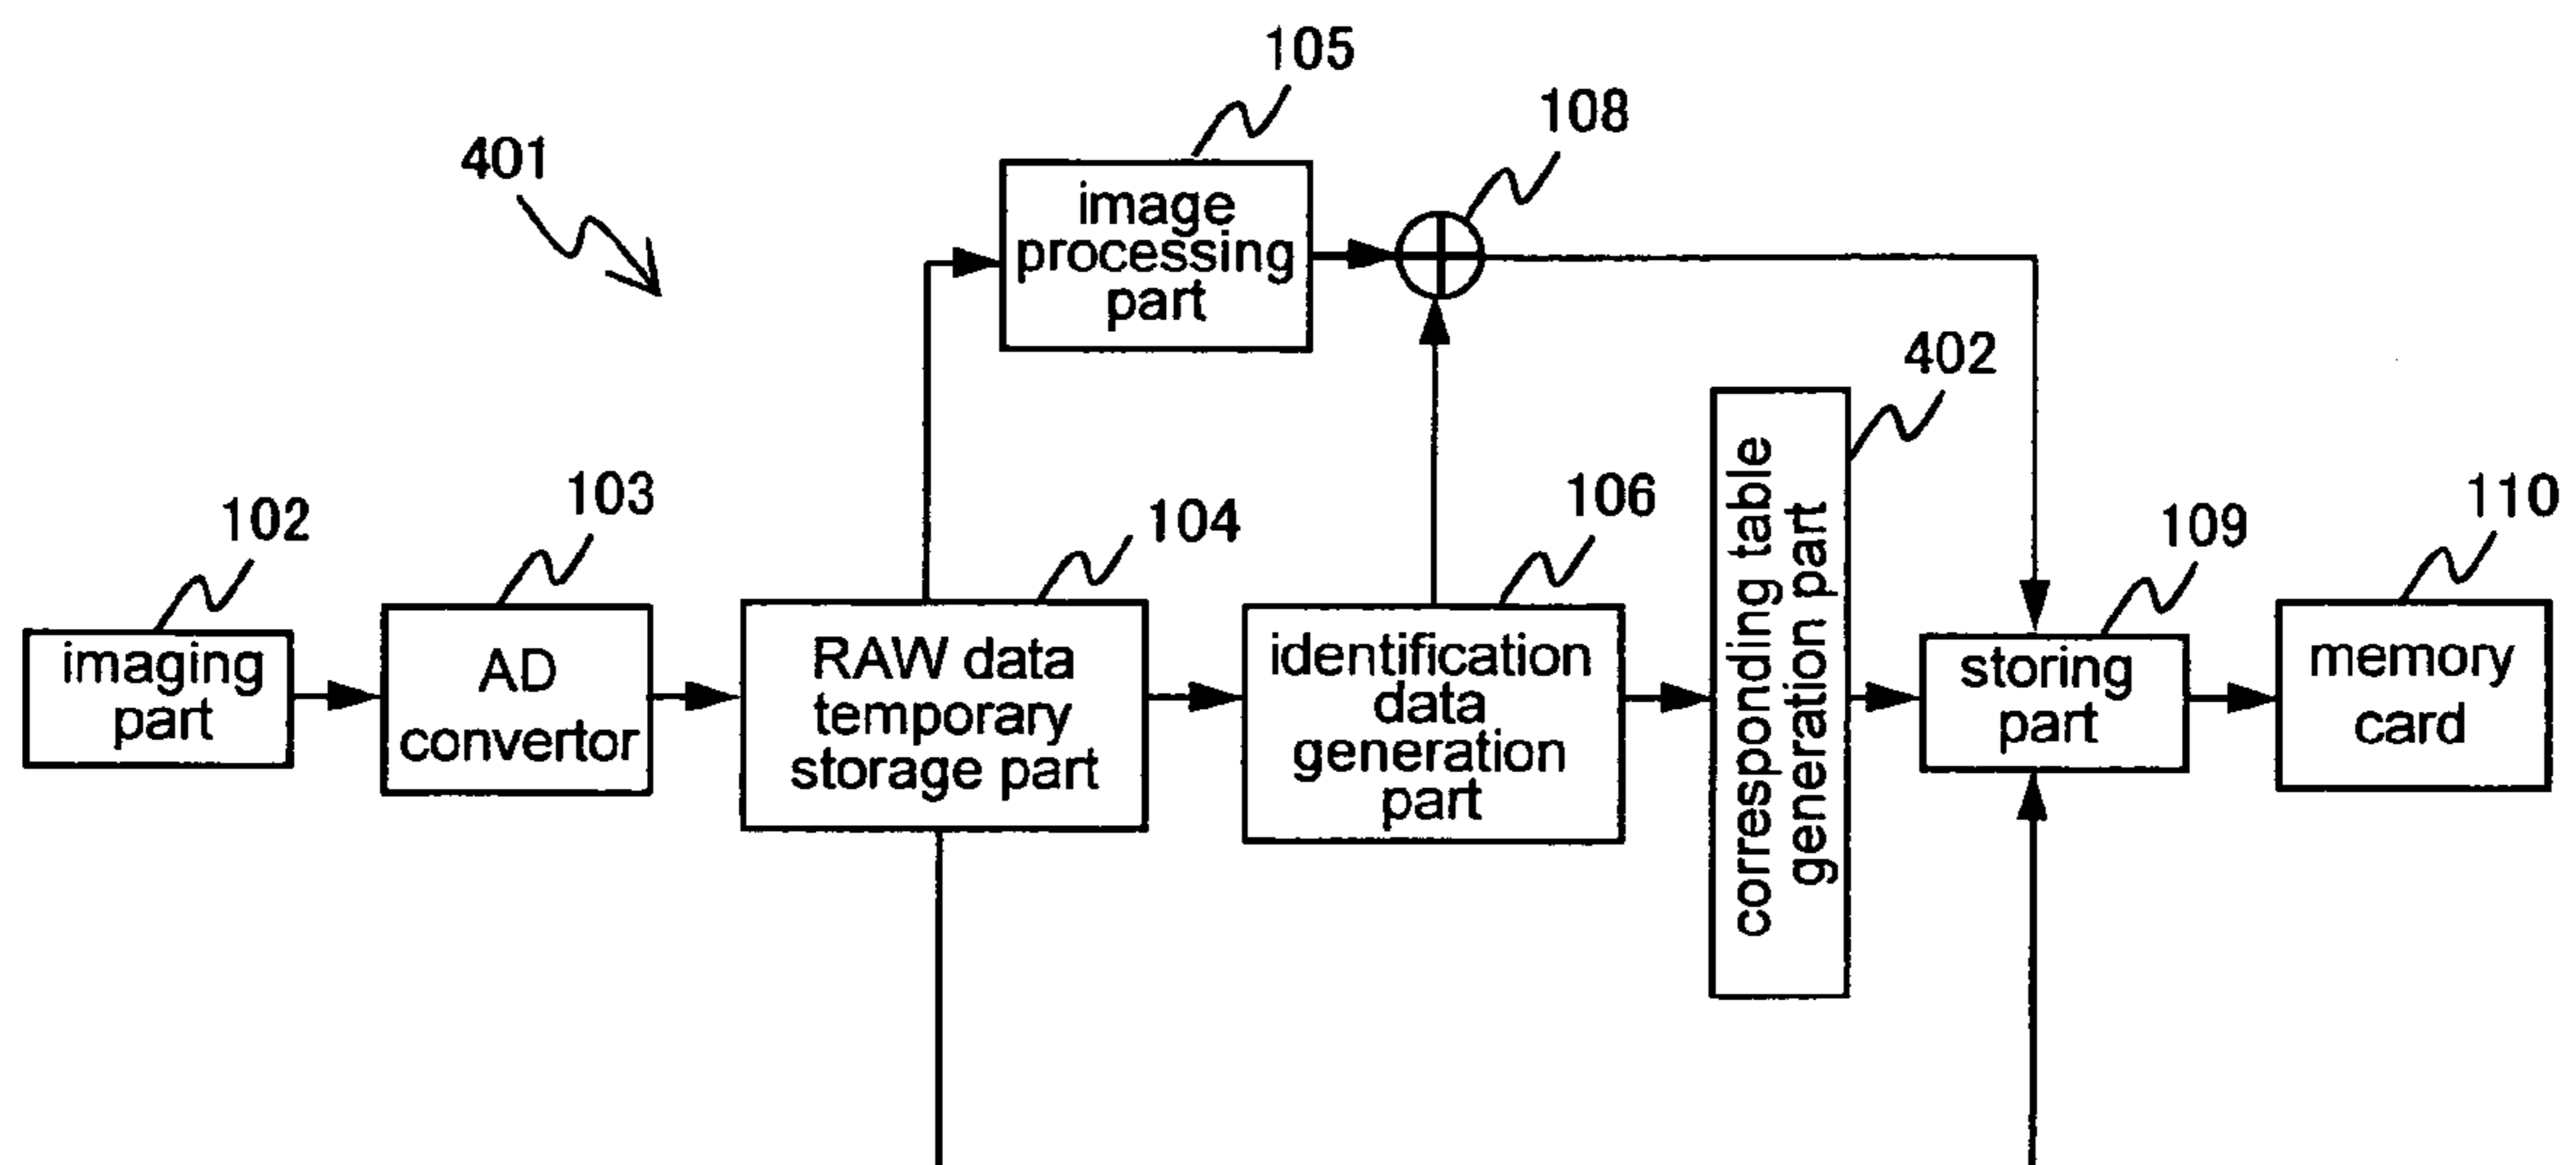 105
108
401
image
processing
part
402
102
103
104
106
109
110
imaging
part
AD
convertor
RAW data
temporary
storage part
identification
data
generation
part
corresponding table
generation part
storing
part
memory
card